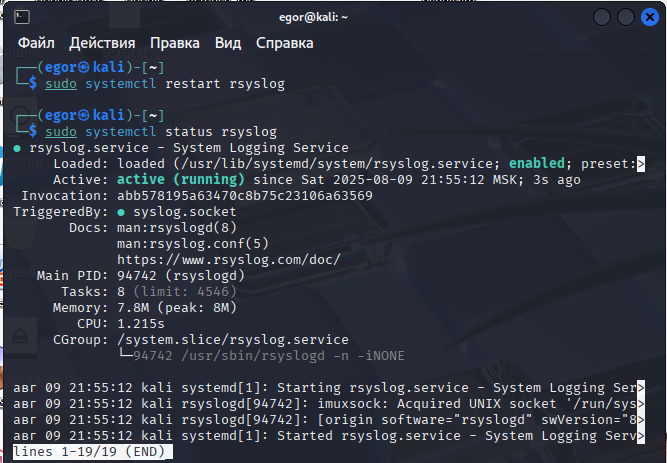 egor@kali: ~
Файл Действия Правка Вид Справка
┌──(egor㉿kali)-[~]
└─$ sudo systemctl restart rsyslog
┌──(egor㉿kali)-[~]
└─$ sudo systemctl status rsyslog
● rsyslog.service - System Logging Service
Loaded: loaded (/usr/lib/systemd/system/rsyslog.service; enabled; preset:>
Active: active (running) since Sat 2025-08-09 21:55:12 MSK; 3s ago
Invocation: abb578195a63470c8b75c23106a63569
TriggeredBy: ● syslog.socket
Docs: man:rsyslogd(8)
man:rsyslog.conf(5)
https://www.rsyslog.com/doc/
Main PID: 94742 (rsyslogd)
Tasks: 8 (limit: 4546)
Memory: 7.8M (peak: 8M)
CPU: 1.215s
CGroup: /system.slice/rsyslog.service
└─94742 /usr/sbin/rsyslogd -n -iNONE
авг 09 21:55:12 kali systemd[1]: Starting rsyslog.service - System Logging Ser>
авг 09 21:55:12 kali rsyslogd[94742]: imuxsock: Acquired UNIX socket '/run/sys>
авг 09 21:55:12 kali rsyslogd[94742]: [origin software="rsyslogd" swVersion="8>
авг 09 21:55:12 kali systemd[1]: Started rsyslog.service - System Logging Serv>
lines 1-19/19 (END)